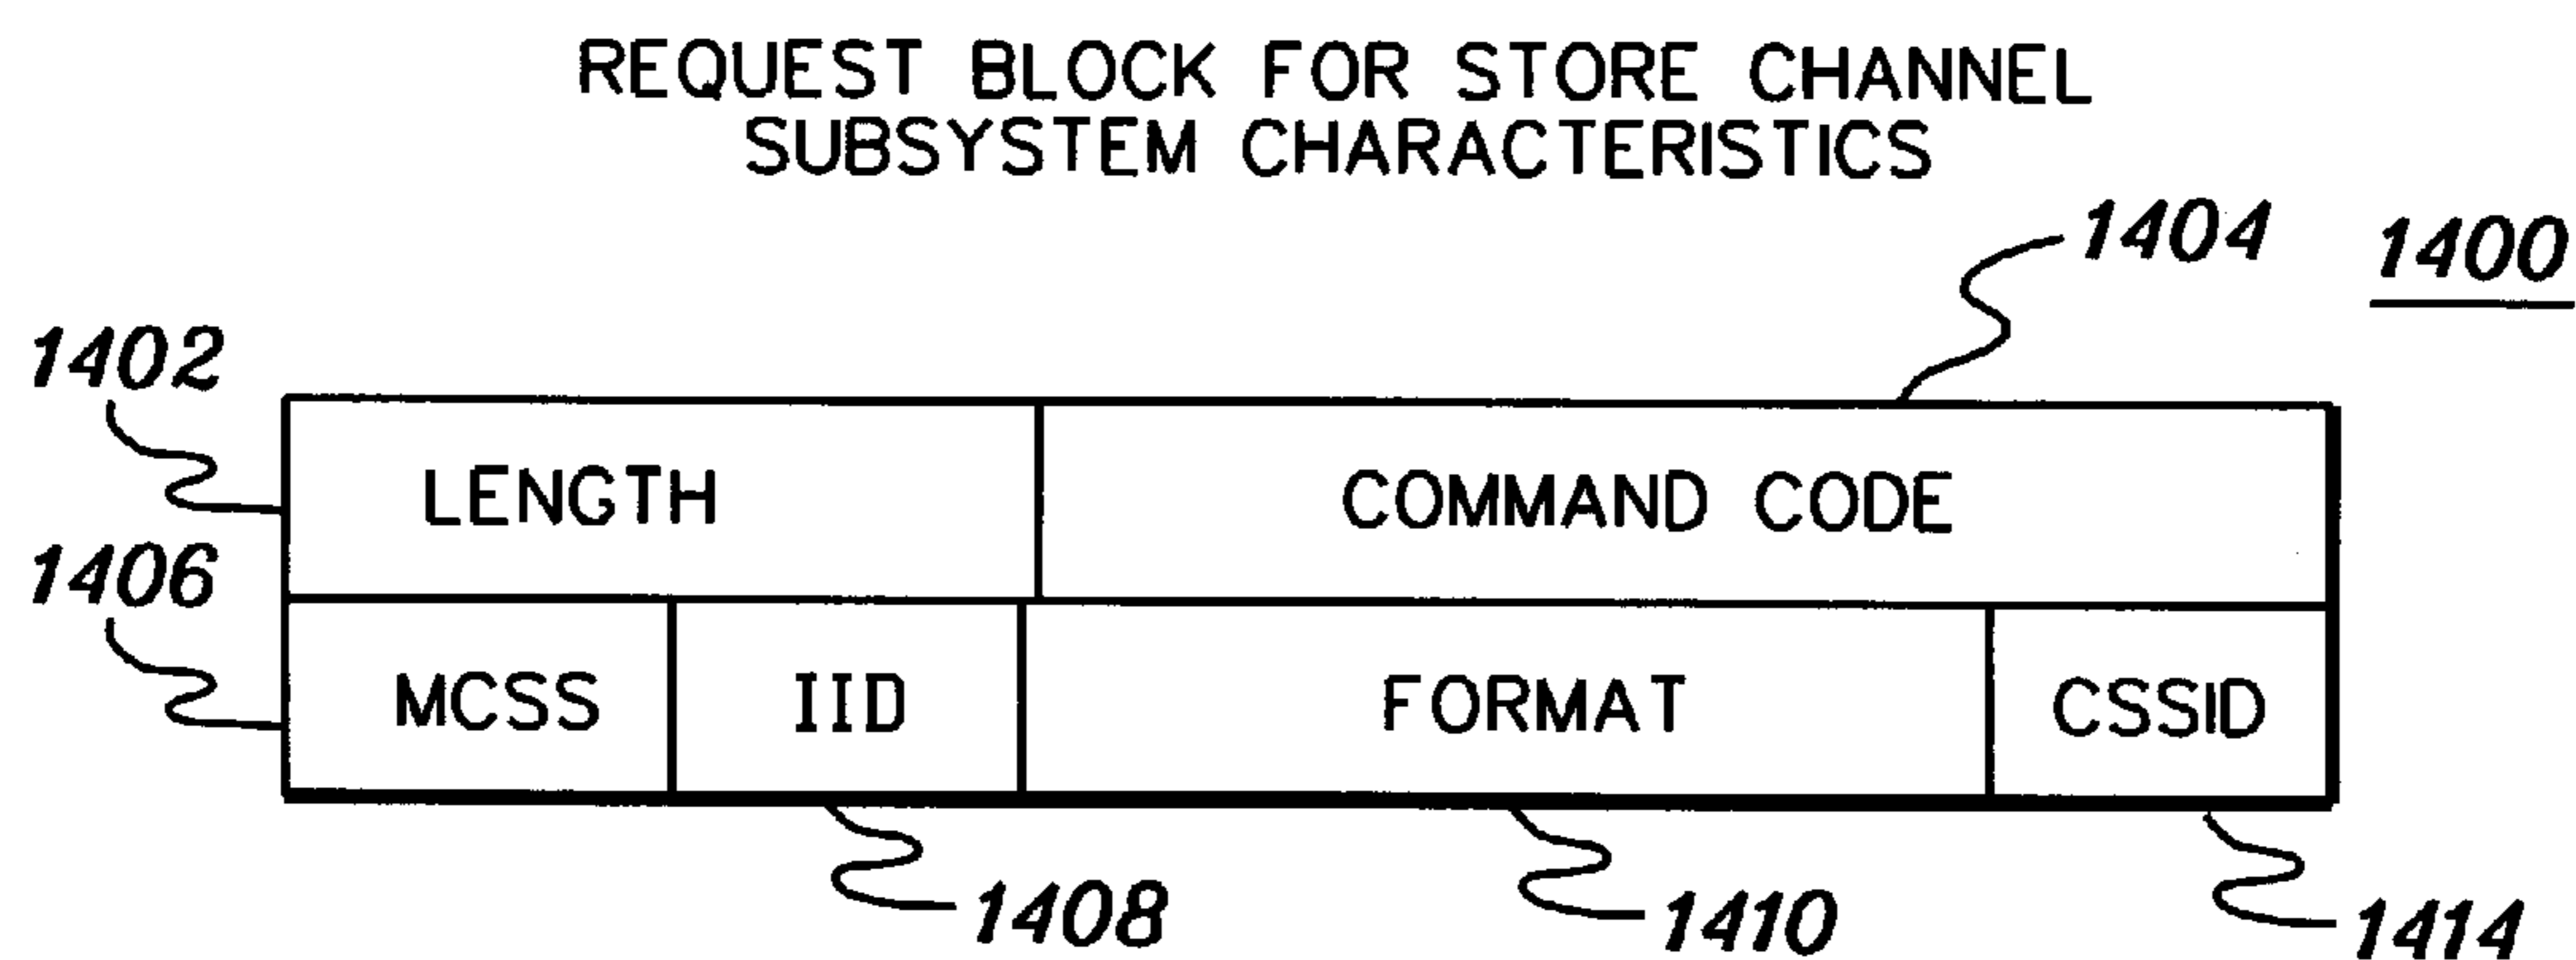 REQUEST BLOCK FOR STORE CHANNEL
SUBSYSTEM CHARACTERISTICS
1404
1400
1402
LENGTH
COMMAND CODE
1406
MCSS
IID
FORMAT
CSSID
1408
1410
1414